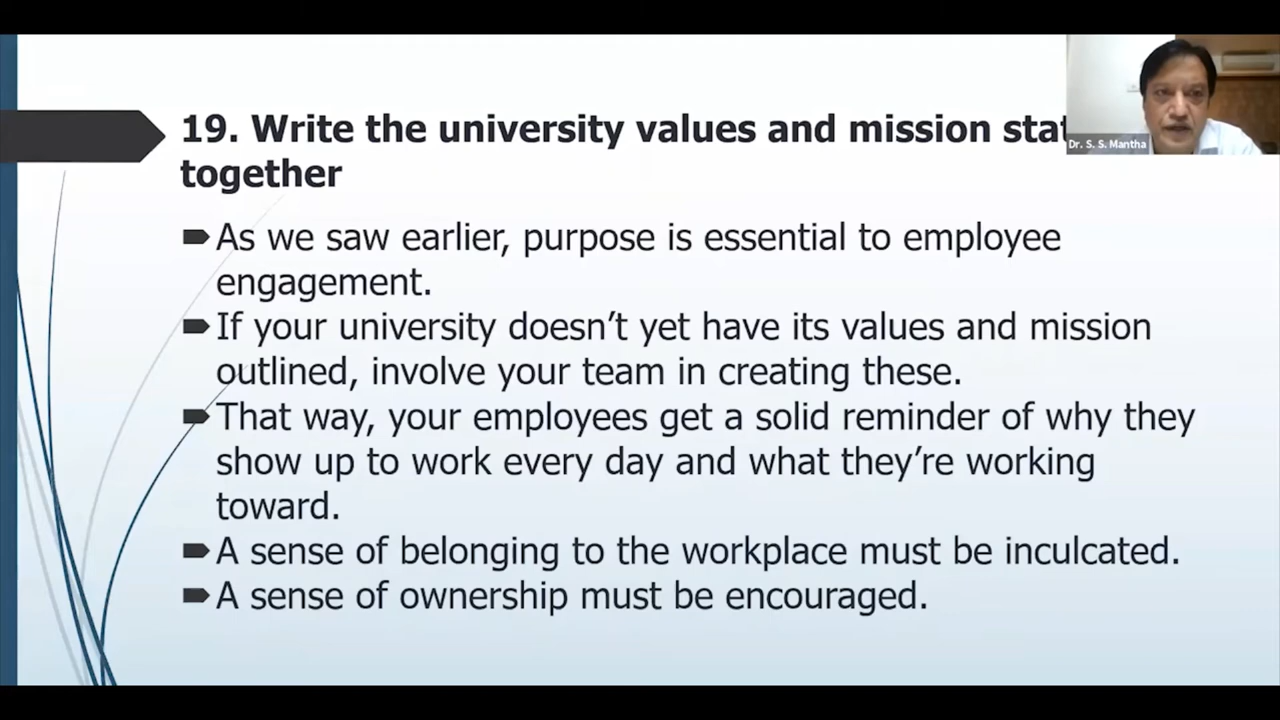 19. Write the university values and mission
together
Dr. S. S. Mantha
As we saw earlier, purpose is essential to employee
engagement.
If your university doesn’t yet have its values and mission
outlined, involve your team in creating these.
That way, your employees get a solid reminder of why they
show up to work every day and what they’re working
toward.
A sense of belonging to the workplace must be inculcated.
A sense of ownership must be encouraged.